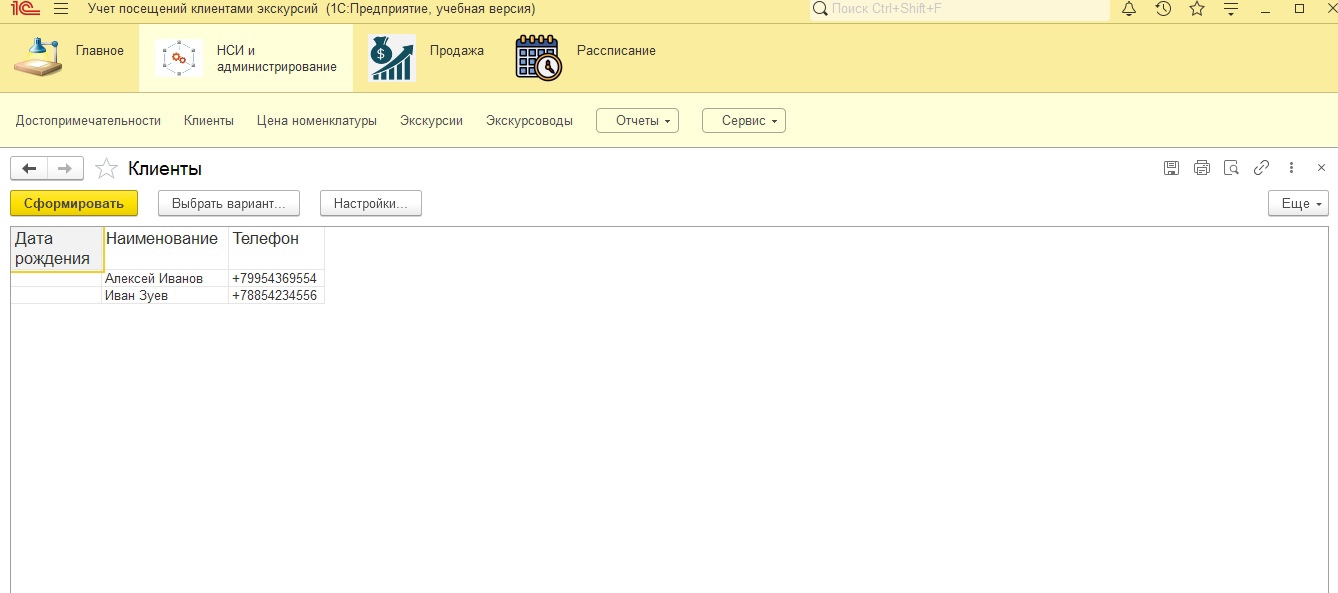 1С Учет посещений клиентами экскурсий (1С:Предприятие, учебная версия) Поиск Ctrl+Shift+F
Главное
НСИ и
администрирование
Продажа
Рассписание
Достопримечательности Клиенты Цена номенклатуры Экскурсии Экскурсоводы Отчеты Сервис
Клиенты
Сформировать Выбрать вариант... Настройки... Еще
Дата
рождения
Наименование
Телефон
Алексей Иванов +79954369554
Иван Зуев +78854234556